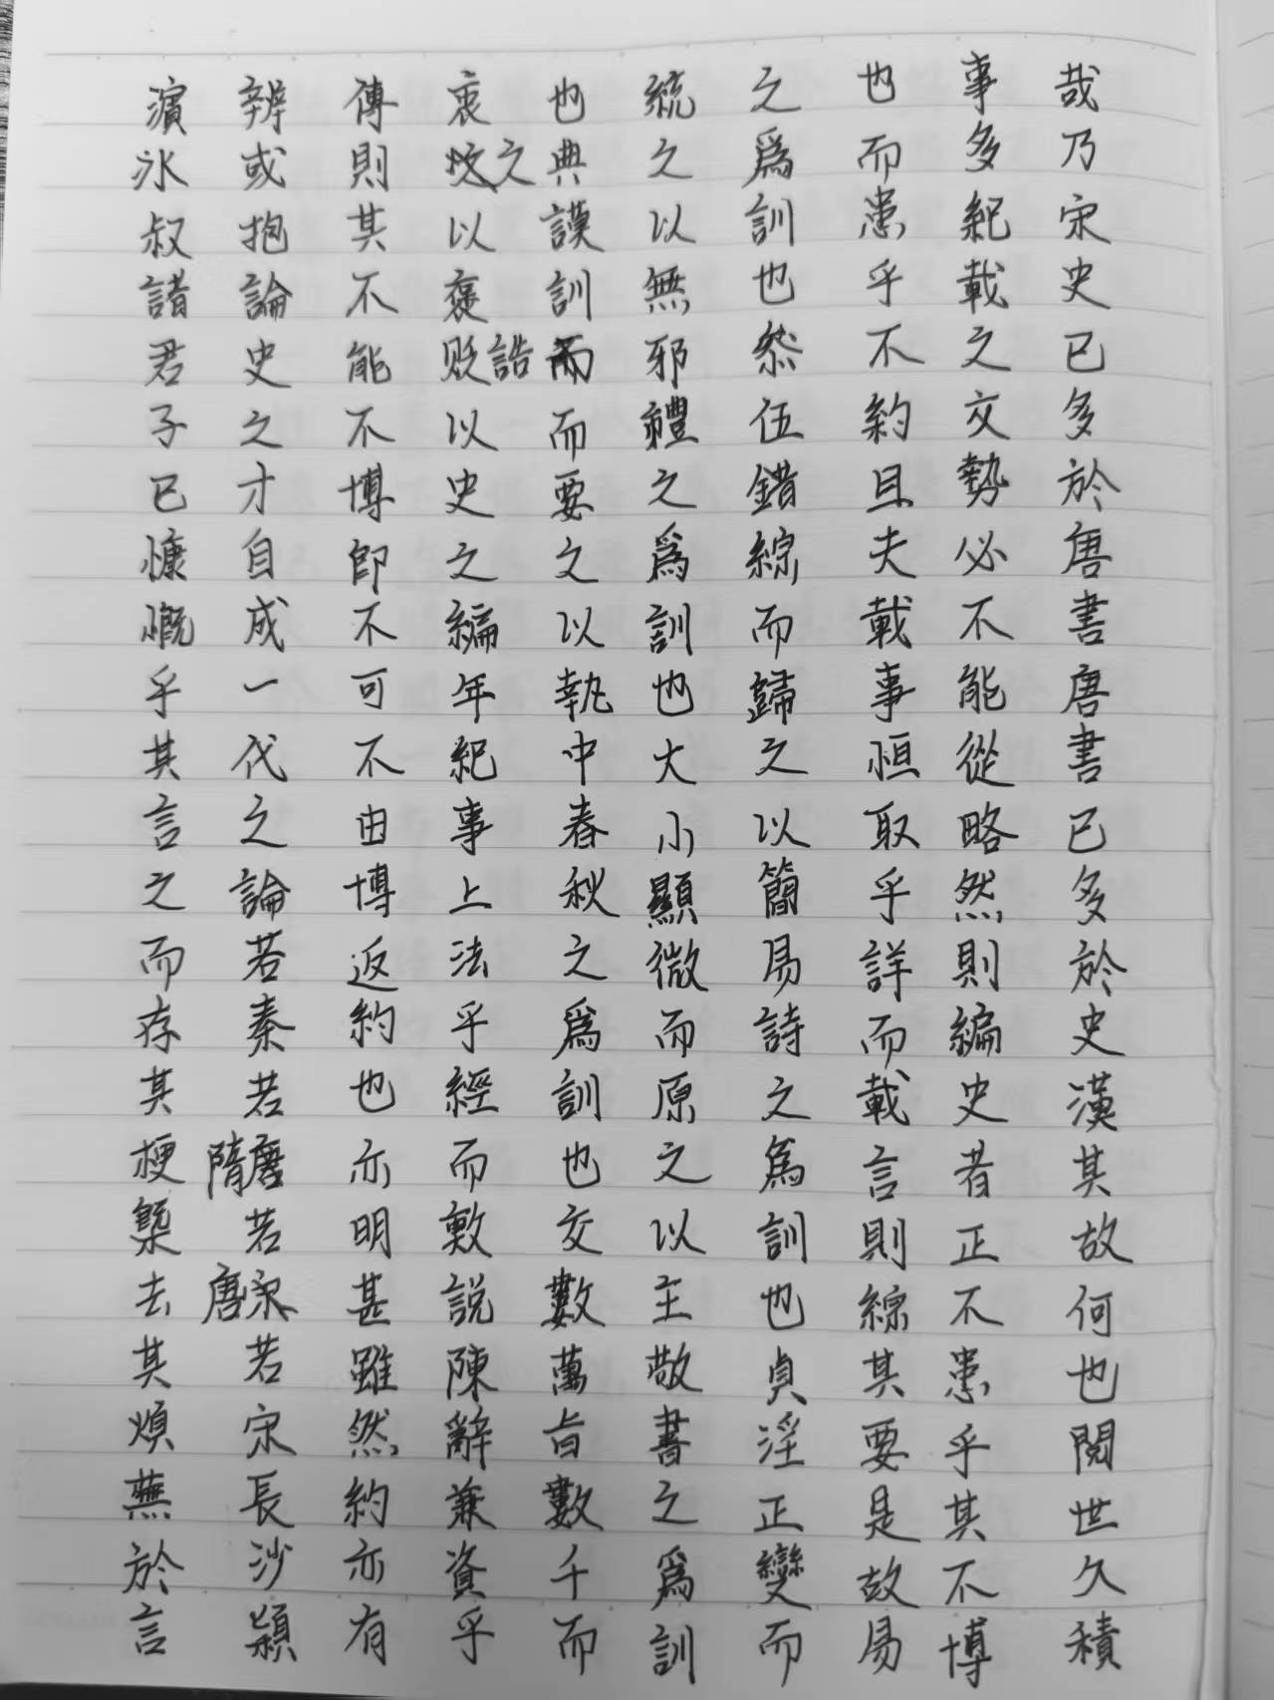 哉乃宋史已多於唐書唐書已多於史漢其故何也閱世久積
事多紀載之交勢必不能從略然則編史者正不患乎其不博
也而患乎不約且夫載事恒取乎詳而載言則綜其要是故易
之爲訓也叅伍錯綜而歸之以簡易詩之爲訓也貞淫正變而
統之以無邪禮之爲訓也大小顯微而原之以主敬書之爲訓
也典謨訓誥而要之以執中春秋之爲訓也文數萬旨數千而
衷之以褒貶以史之編年紀事上法乎經而敷說陳辭兼資乎
傳則其不能不博即不可不由博返約也亦明甚雖然約亦有
辨或抱論史之才自成一代之論若秦若隋唐若唐宋若宋長沙潁
濵永叔諸君子已慷慨乎其言之而存其梗槩去其煩蕪於言